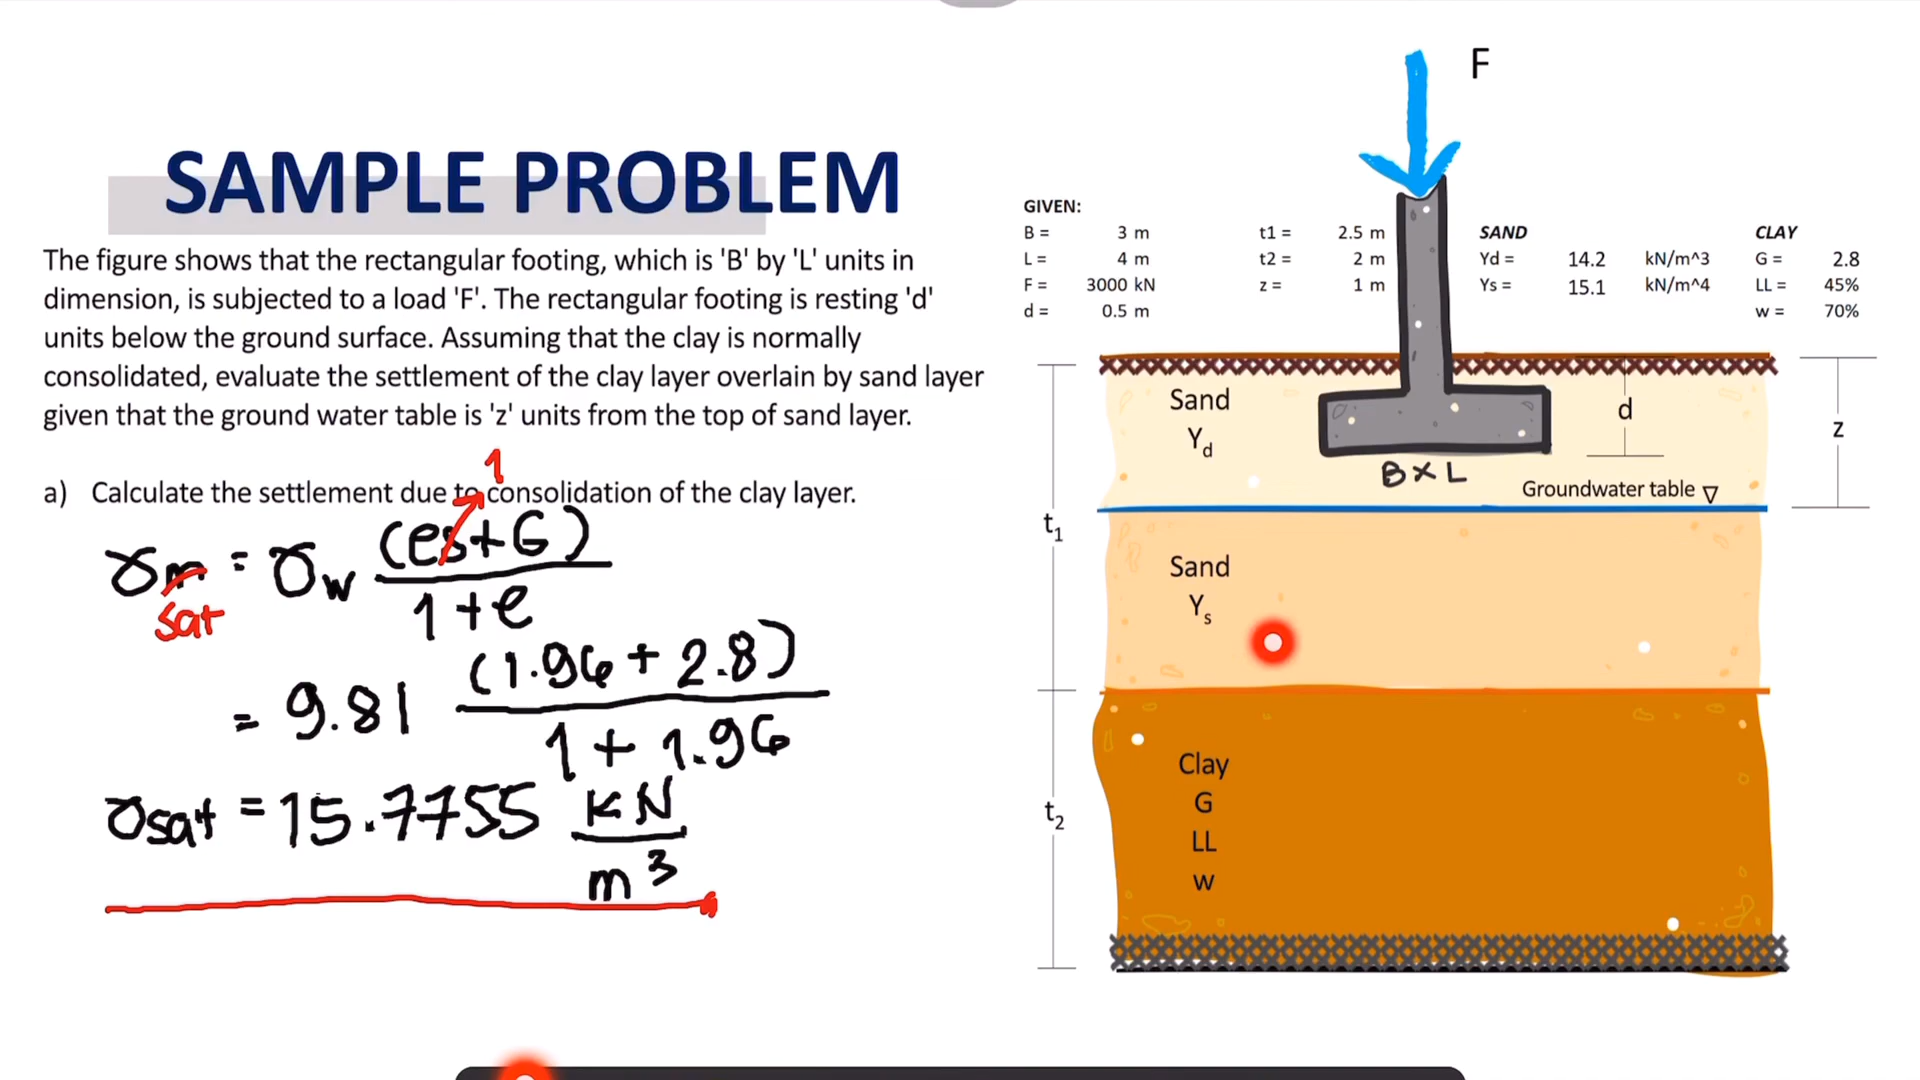 SAMPLE PROBLEM
The figure shows that the rectangular footing, which is 'B' by 'L' units in
dimension, is subjected to a load 'F'. The rectangular footing is resting 'd'
units below the ground surface. Assuming that the clay is normally
consolidated, evaluate the settlement of the clay layer overlain by sand layer
given that the ground water table is 'z' units from the top of sand layer.
a) Calculate the settlement due to consolidation of the clay layer.
1
γm = γw (es+G)
1+e
sat
= 9.81 (1.96 + 2.8)
1 + 1.96
γsat = 15.7755 KN
m³
F
GIVEN:
B = 3 m
L = 4 m
F = 3000 kN
d = 0.5 m
t1 = 2.5 m
t2 = 2 m
z = 1 m
SAND
Yd = 14.2 kN/m^3
Ys = 15.1 kN/m^4
CLAY
G = 2.8
LL = 45%
w = 70%
Sand
Yd
d
z
B×L
Groundwater table
t1
Sand
Ys
Clay
G
LL
w
t2